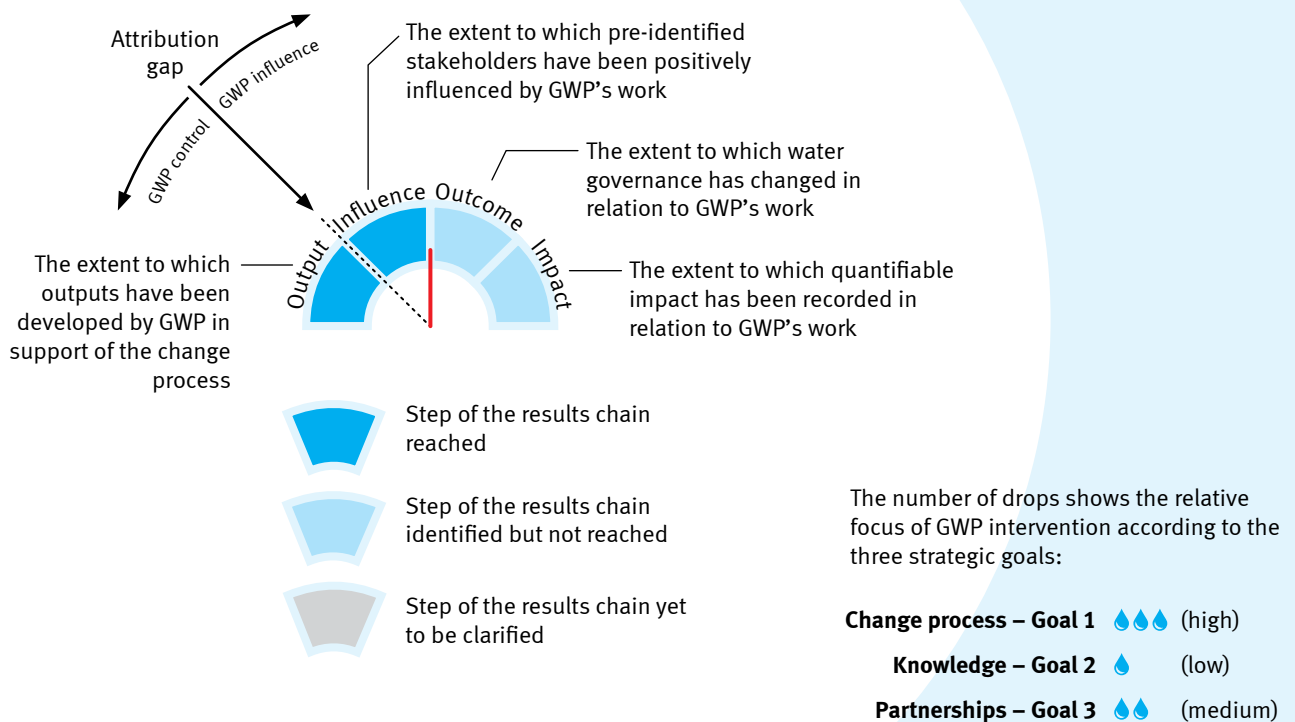 Attribution
gap
GWP influence
GWP control
The extent to which pre-identified
stakeholders have been positively
influenced by GWP’s work
The extent to which water
governance has changed in
relation to GWP’s work
Output
Influence
Outcome
Impact
The extent to which
outputs have been
developed by GWP in
support of the change
process
The extent to which quantifiable
impact has been recorded in
relation to GWP’s work
Step of the results chain
reached
Step of the results chain
identified but not reached
Step of the results chain yet
to be clarified
The number of drops shows the relative
focus of GWP intervention according to the
three strategic goals:
Change process – Goal 1 (high)
Knowledge – Goal 2 (low)
Partnerships – Goal 3 (medium)